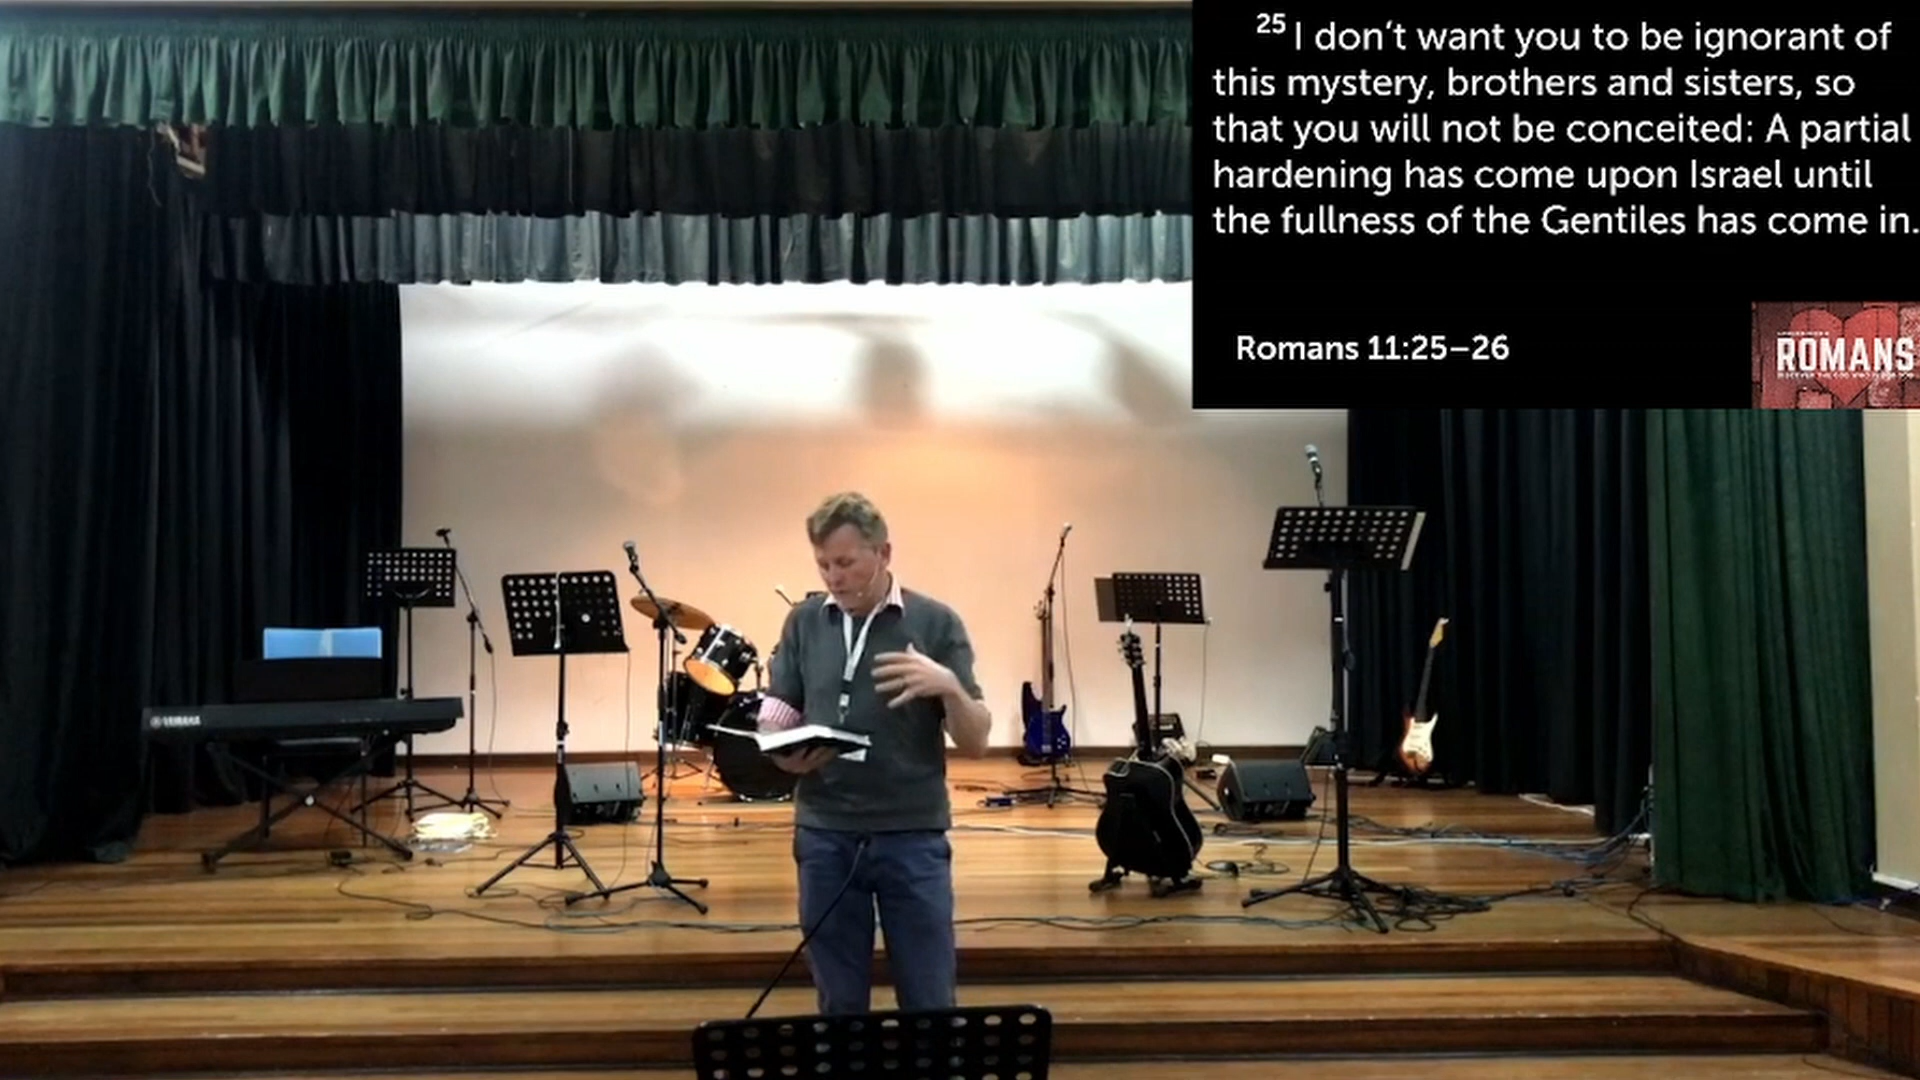 25 I don't want you to be ignorant of
this mystery, brothers and sisters, so
that you will not be conceited: A partial
hardening has come upon Israel until
the fullness of the Gentiles has come in.
Romans 11:25–26
ROMANS
YAMAHA